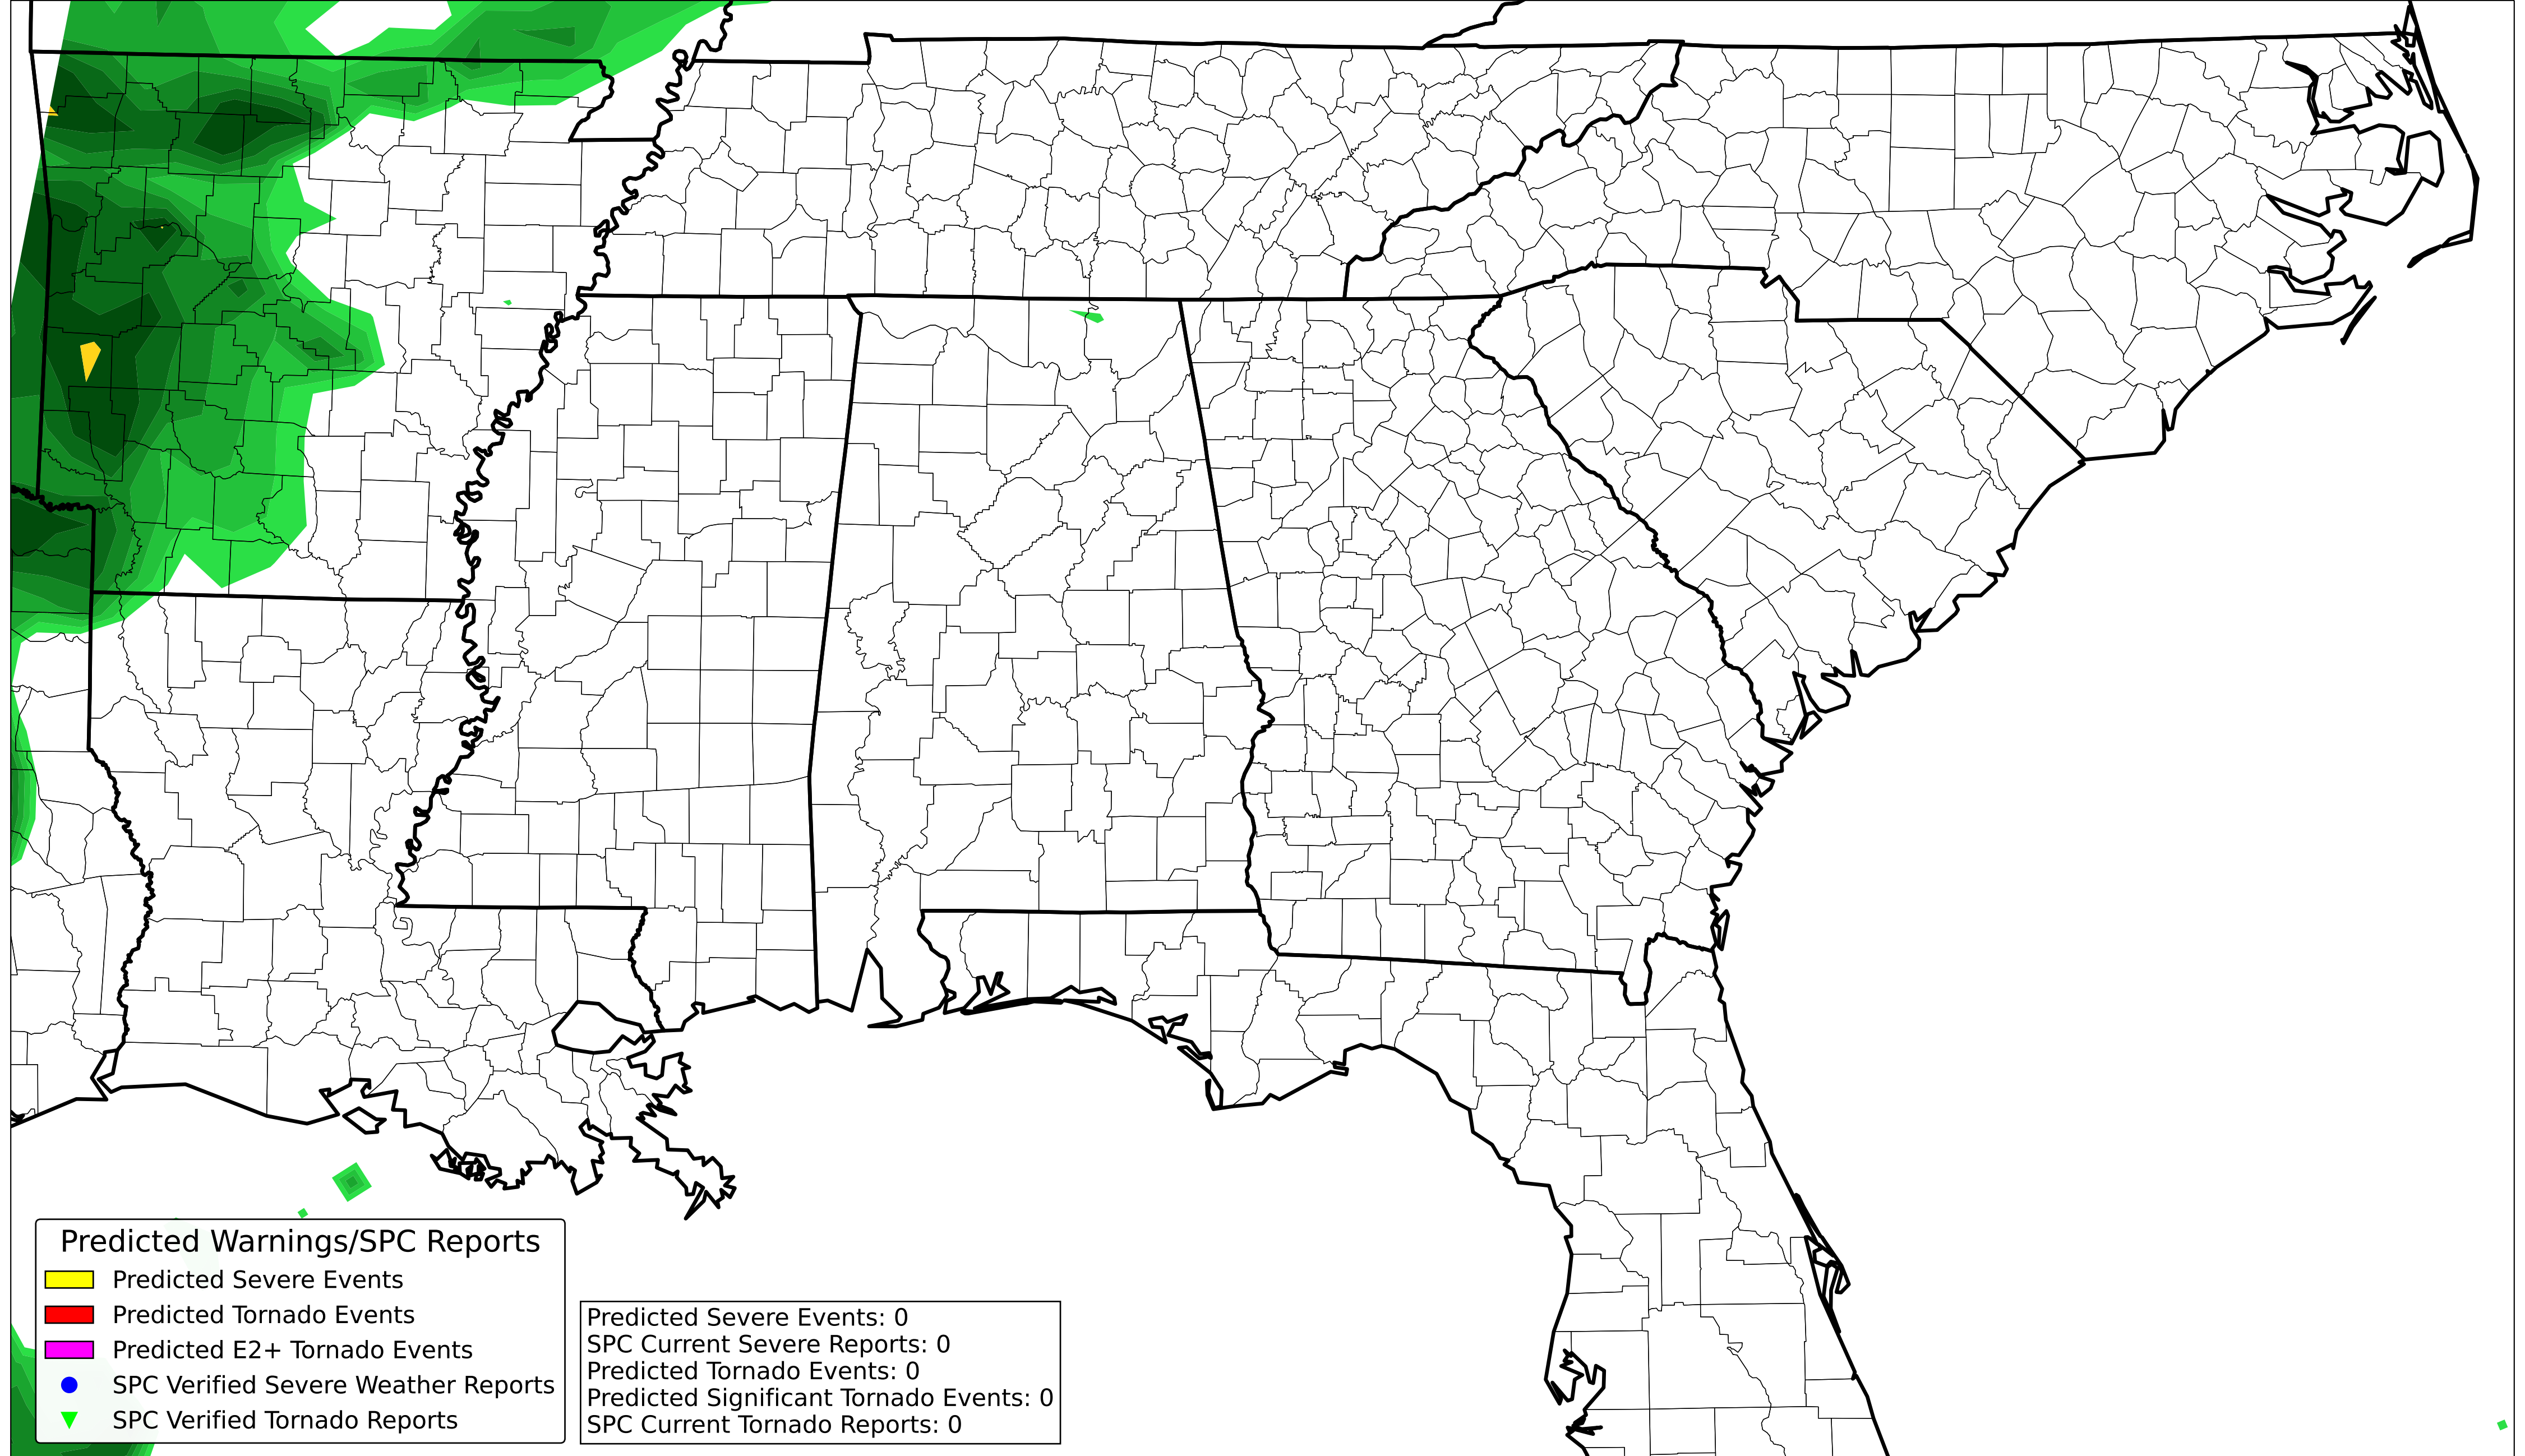 Predicted Warnings/SPC Reports
Predicted Severe Events
Predicted Tornado Events
Predicted E2+ Tornado Events
SPC Verified Severe Weather Reports
SPC Verified Tornado Reports
Predicted Severe Events: 0
SPC Current Severe Reports: 0
Predicted Tornado Events: 0
Predicted Significant Tornado Events: 0
SPC Current Tornado Reports: 0